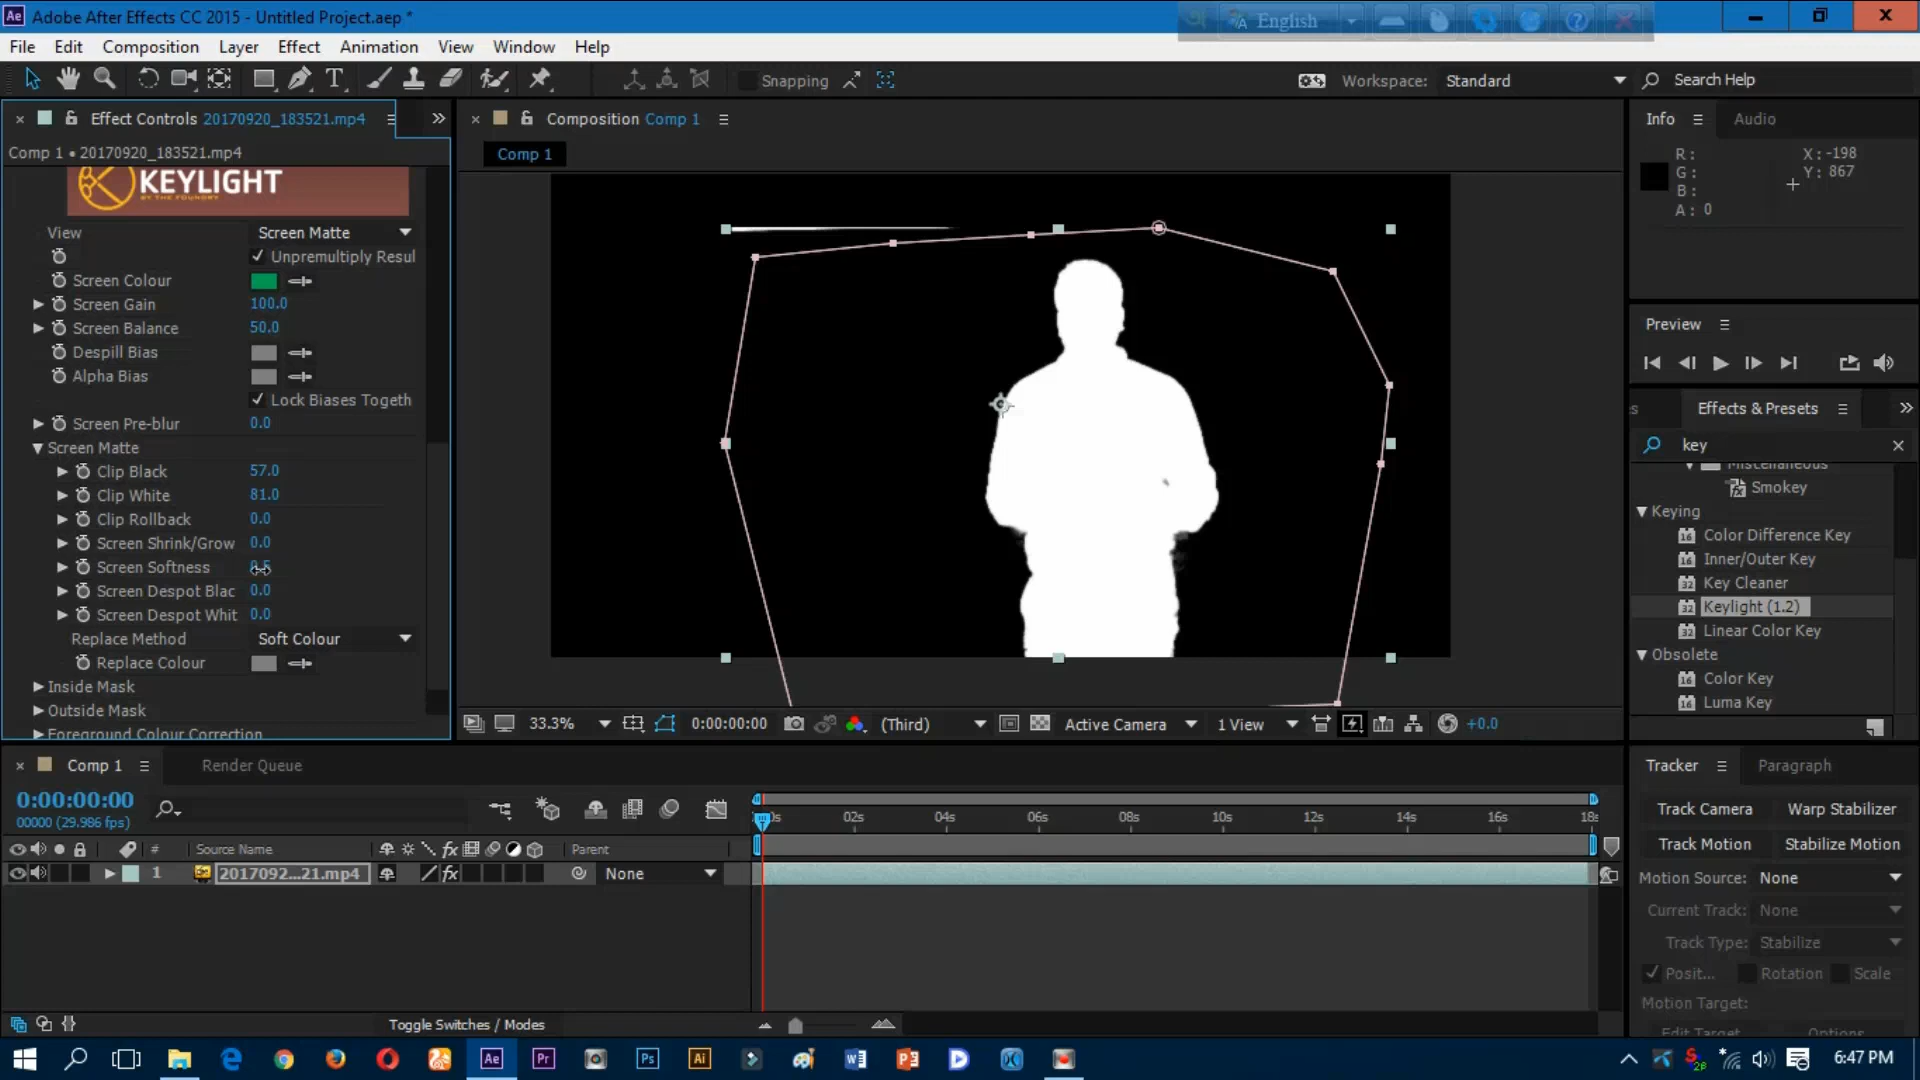 Adobe After Effects CC 2015 - Untitled Project.aep *
English
File Edit Composition Layer Effect Animation View Window Help
Snapping
Workspace: Standard
Search Help
Effect Controls 20170920_183521.mp4
Comp 1 • 20170920_183521.mp4
KEYLIGHT
BY THE FOUNDRY
View Screen Matte
Unpremultiply Resul
Screen Colour
Screen Gain 100.0
Screen Balance 50.0
Despill Bias
Alpha Bias
Lock Biases Togeth
Screen Pre-blur 0.0
Screen Matte
Clip Black 57.0
Clip White 81.0
Clip Rollback 0.0
Screen Shrink/Grow 0.0
Screen Softness
Screen Despot Blac 0.0
Screen Despot Whit 0.0
Replace Method Soft Colour
Replace Colour
Inside Mask
Outside Mask
Foreground Colour Correction
Composition Comp 1
Comp 1
33.3% 0:00:00:00 (Third) Active Camera 1 View +0.0
Info Audio
R: X: -198
G: Y: 867
B:
A: 0
Preview
Effects & Presets
key
Miscellaneous
Smokey
Keying
Color Difference Key
Inner/Outer Key
Key Cleaner
Keylight (1.2)
Linear Color Key
Obsolete
Color Key
Luma Key
Comp 1 Render Queue
0:00:00:00
00000 (29.986 fps)
02s 04s 06s 08s 10s 12s 14s 16s 18s
# Source Name Parent
1 2017092...21.mp4 None
Toggle Switches / Modes
Tracker Paragraph
Track Camera Warp Stabilizer
Track Motion Stabilize Motion
Motion Source: None
Current Track: None
Track Type: Stabilize
Posit... Rotation Scale
Motion Target:
Edit Target... Options...
6:47 PM